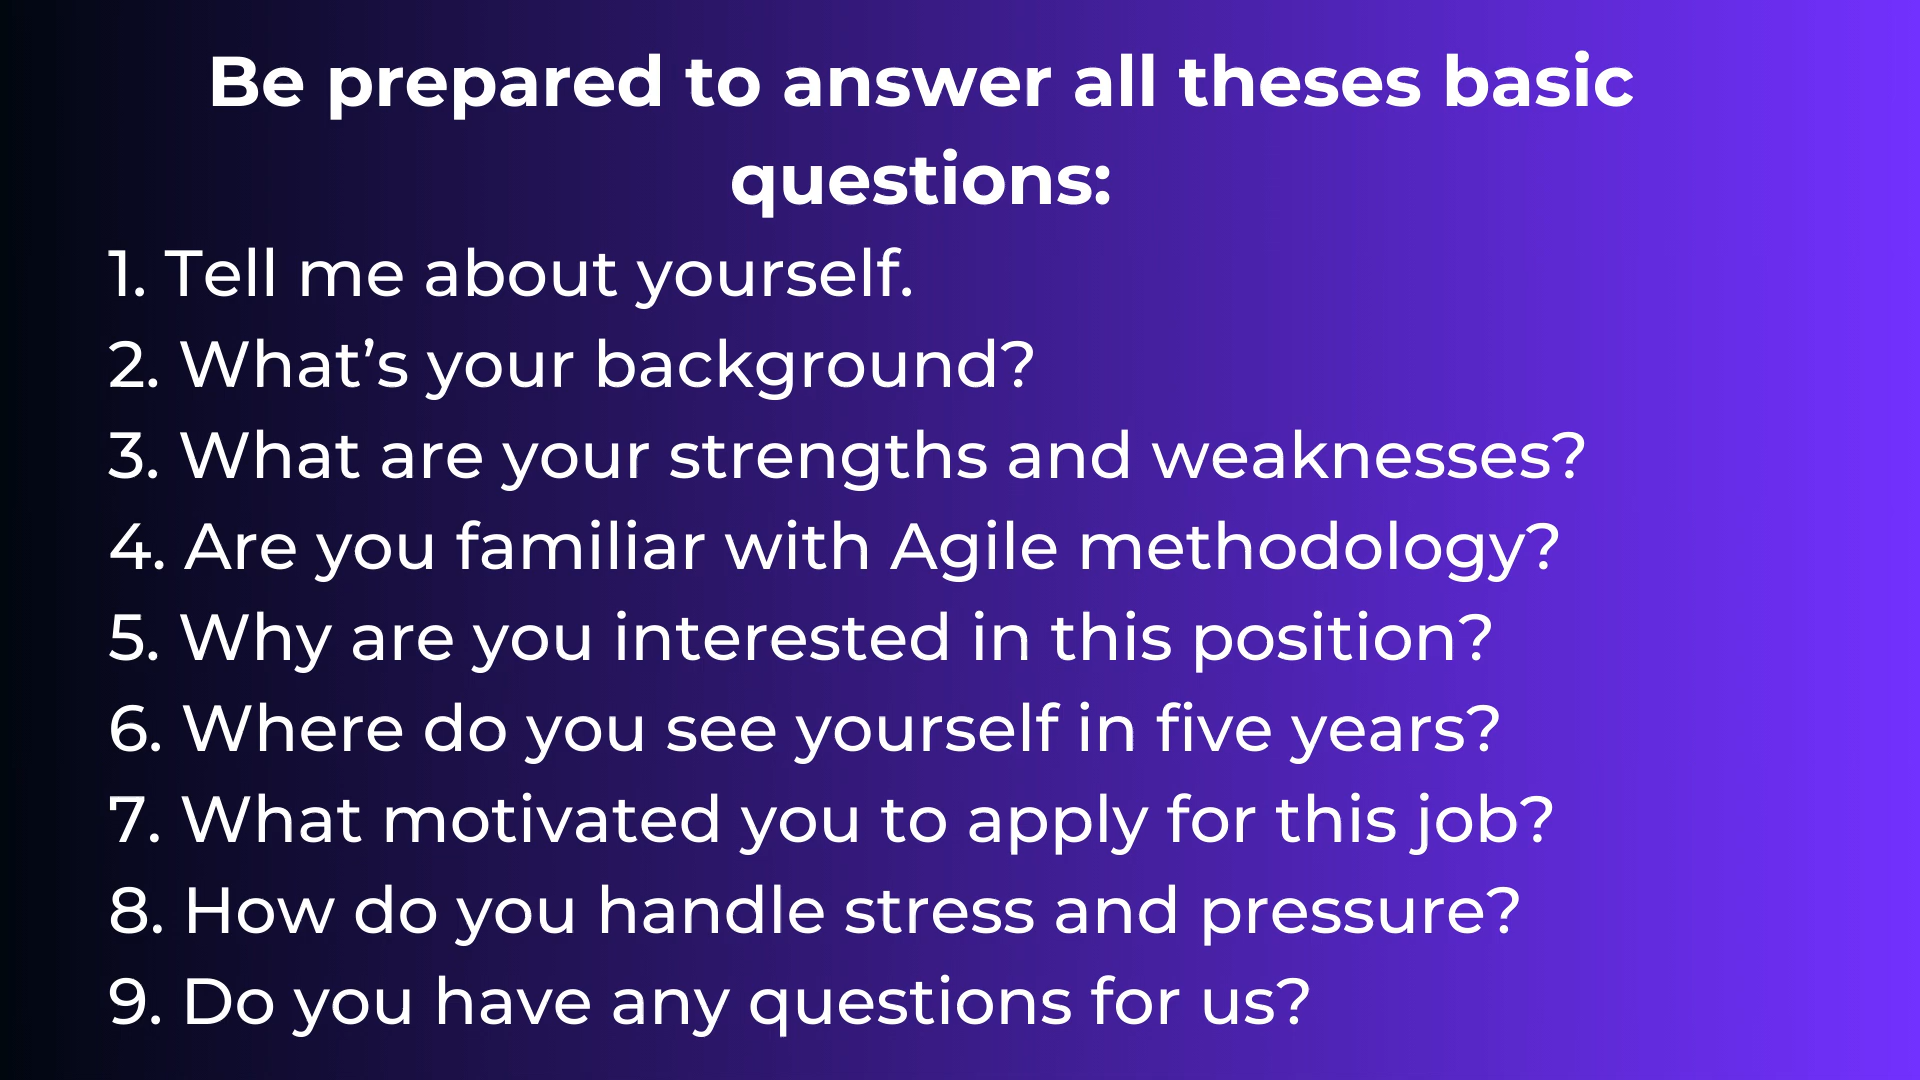 Be prepared to answer all theses basic
questions:
1. Tell me about yourself.
2. What’s your background?
3. What are your strengths and weaknesses?
4. Are you familiar with Agile methodology?
5. Why are you interested in this position?
6. Where do you see yourself in five years?
7. What motivated you to apply for this job?
8. How do you handle stress and pressure?
9. Do you have any questions for us?